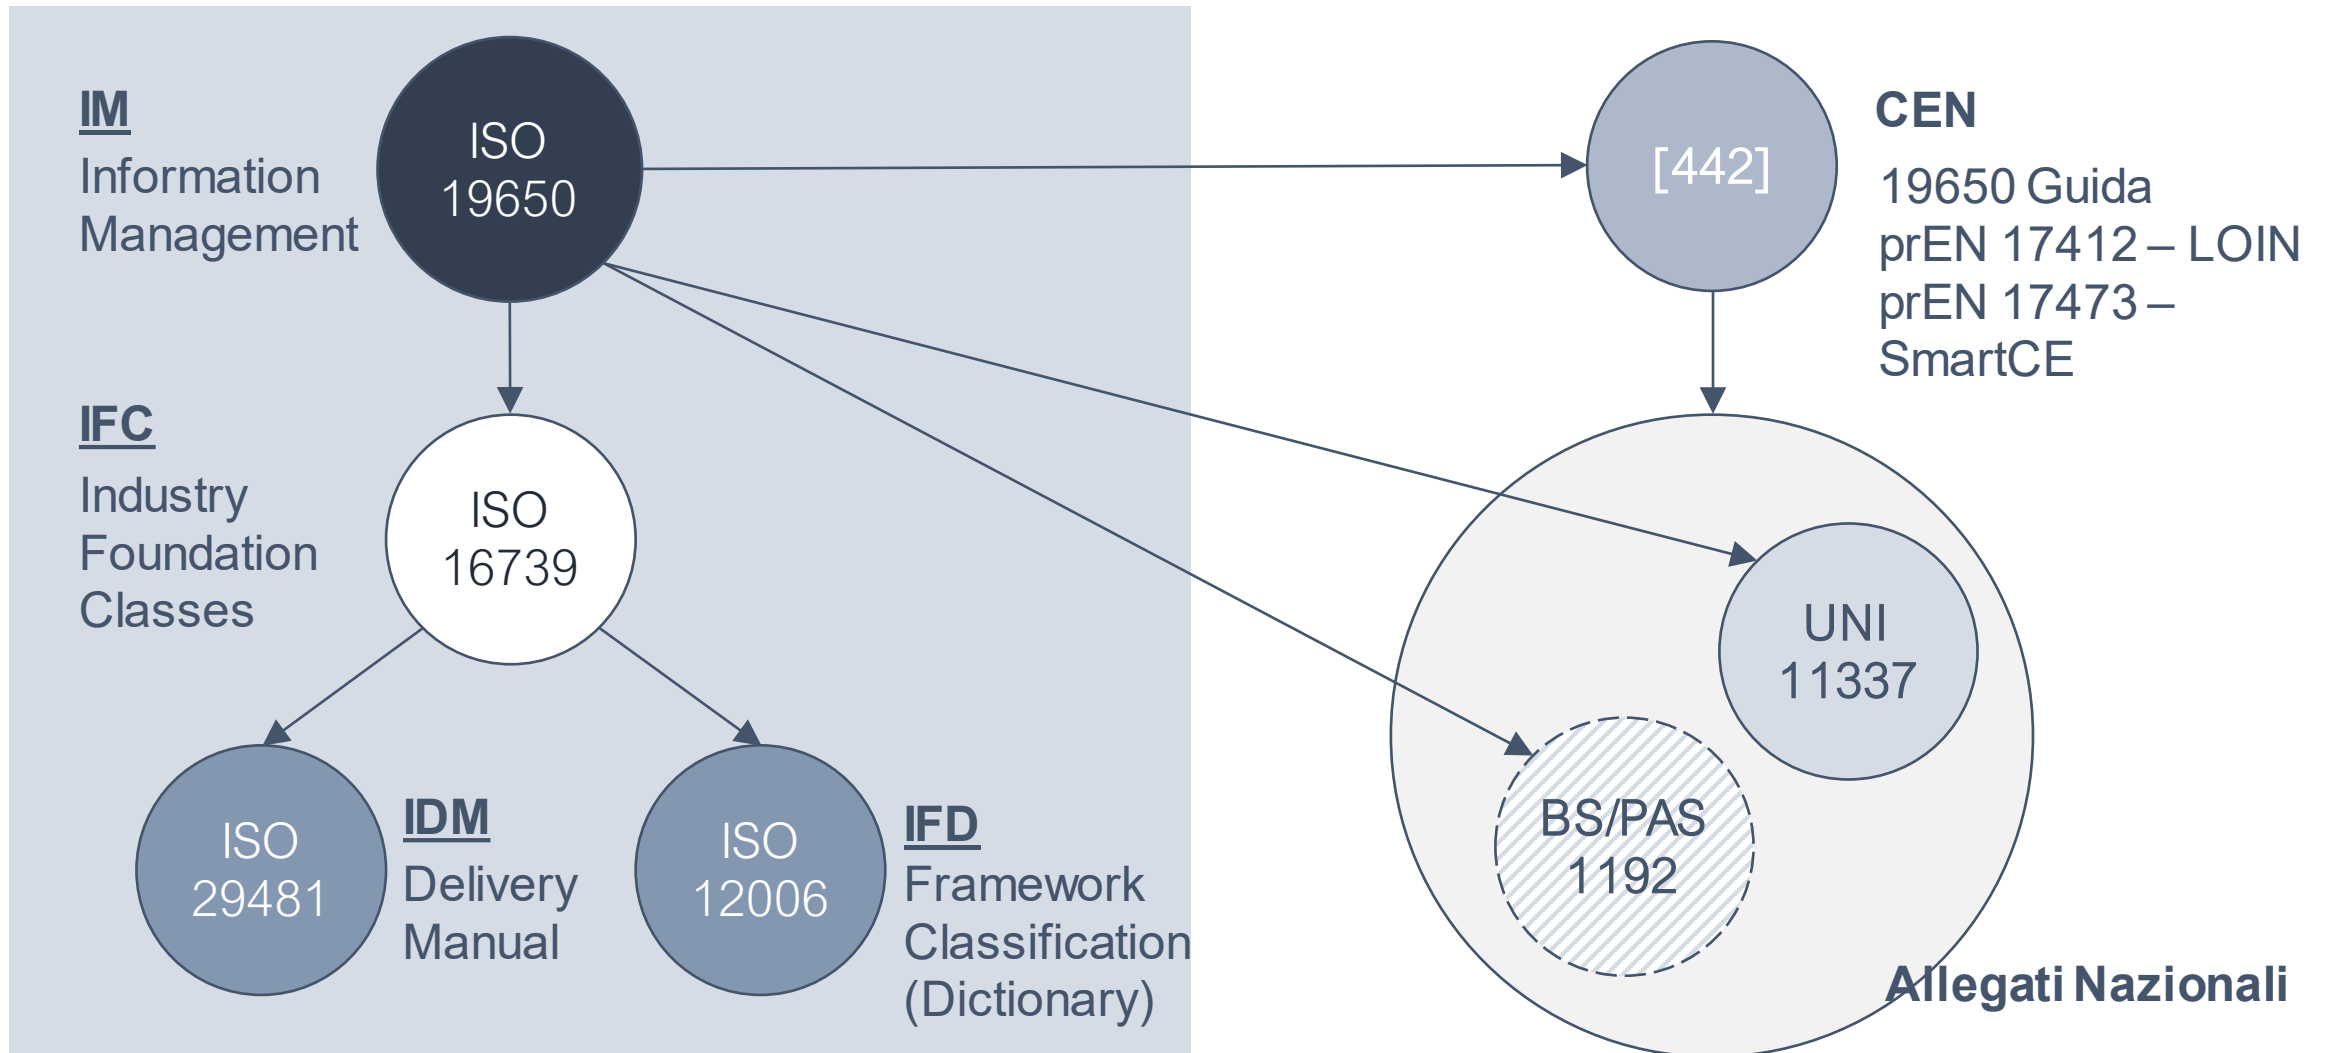 IM
Information
Management
ISO
19650
[442]
CEN
19650 Guida
prEN 17412 – LOIN
prEN 17473 –
SmartCE
IFC
Industry
Foundation
Classes
ISO
16739
UNI
11337
BS/PAS
1192
ISO
29481
IDM
Delivery
Manual
ISO
12006
IFD
Framework
Classification
(Dictionary)
Allegati Nazionali